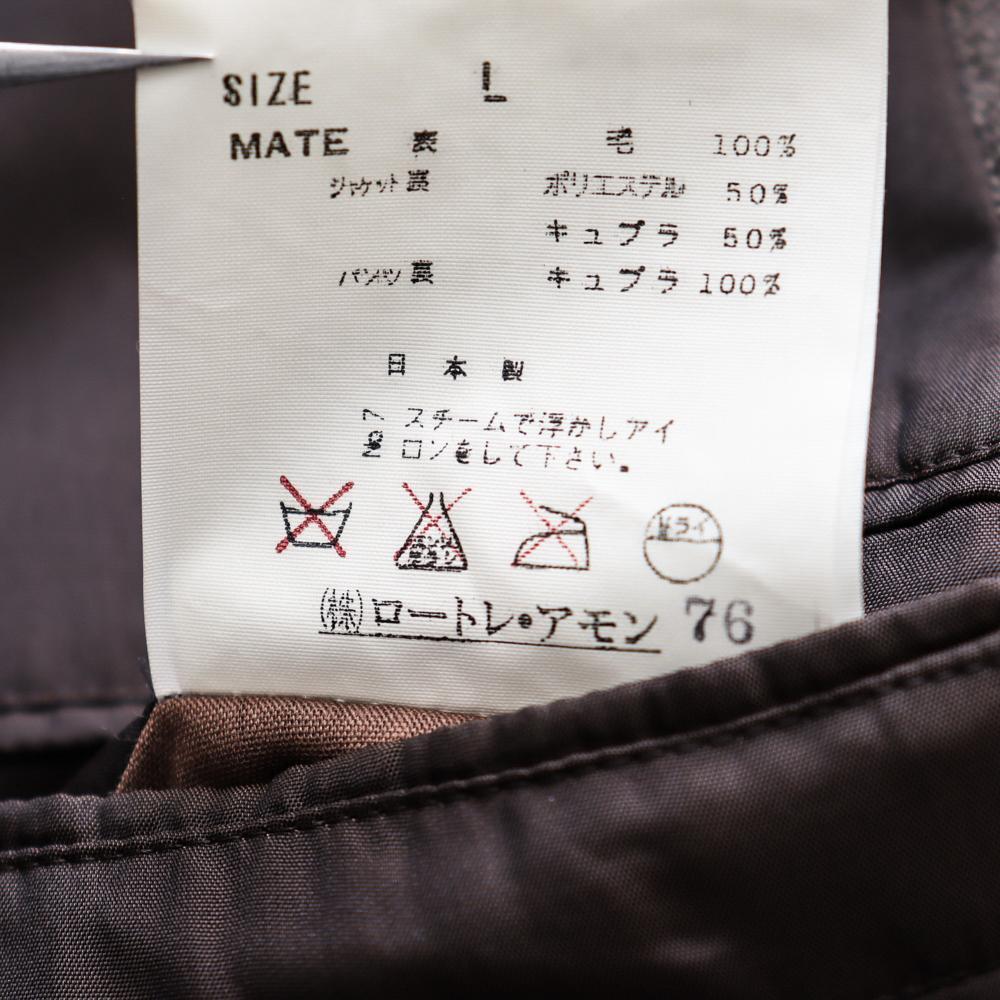 SIZE L
MATE 表 毛 100%
ジャケット裏 ポリエステル 50%
キュプラ 50%
パンツ裏 キュプラ 100%
日本製
No7 スチームで浮かしアイ
ロンをして下さい。
ドライ
(株)ロートレ・アモン 76